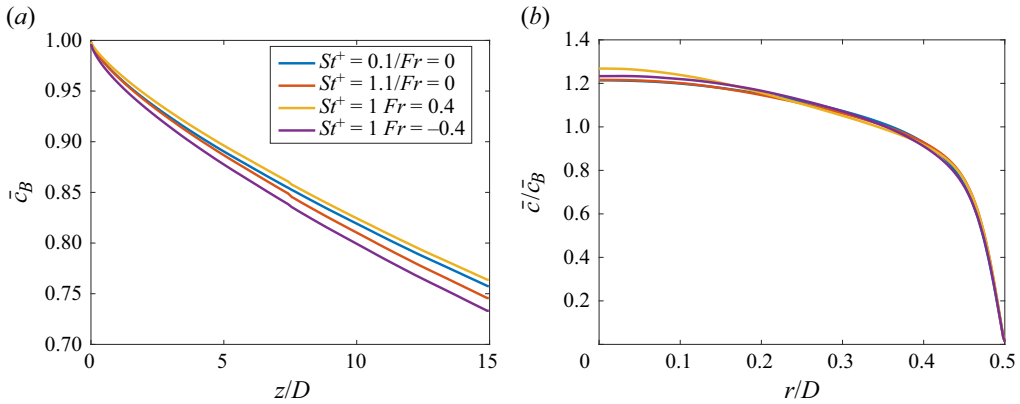 (a)
1.00
0.95
0.90
0.85
0.80
0.75
0.70
c̄_B
0
5
10
15
z/D
St⁺ = 0.1/Fr = 0
St⁺ = 1.1/Fr = 0
St⁺ = 1 Fr = 0.4
St⁺ = 1 Fr = –0.4
(b)
1.4
1.2
1.0
0.8
0.6
0.4
0.2
c̄/c̄_B
0
0.1
0.2
0.3
0.4
0.5
r/D